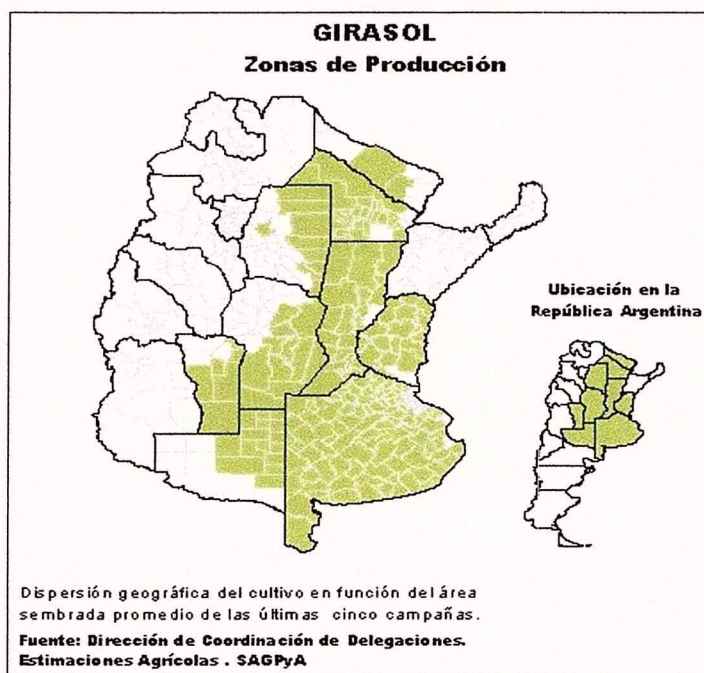 GIRASOL
Zonas de Producción
Ubicación en la
República Argentina
Dispersión geográfica del cultivo en función del área
sembrada promedio de las últimas cinco campañas.
Fuente: Dirección de Coordinación de Delegaciones.
Estimaciones Agrícolas . SAGPyA